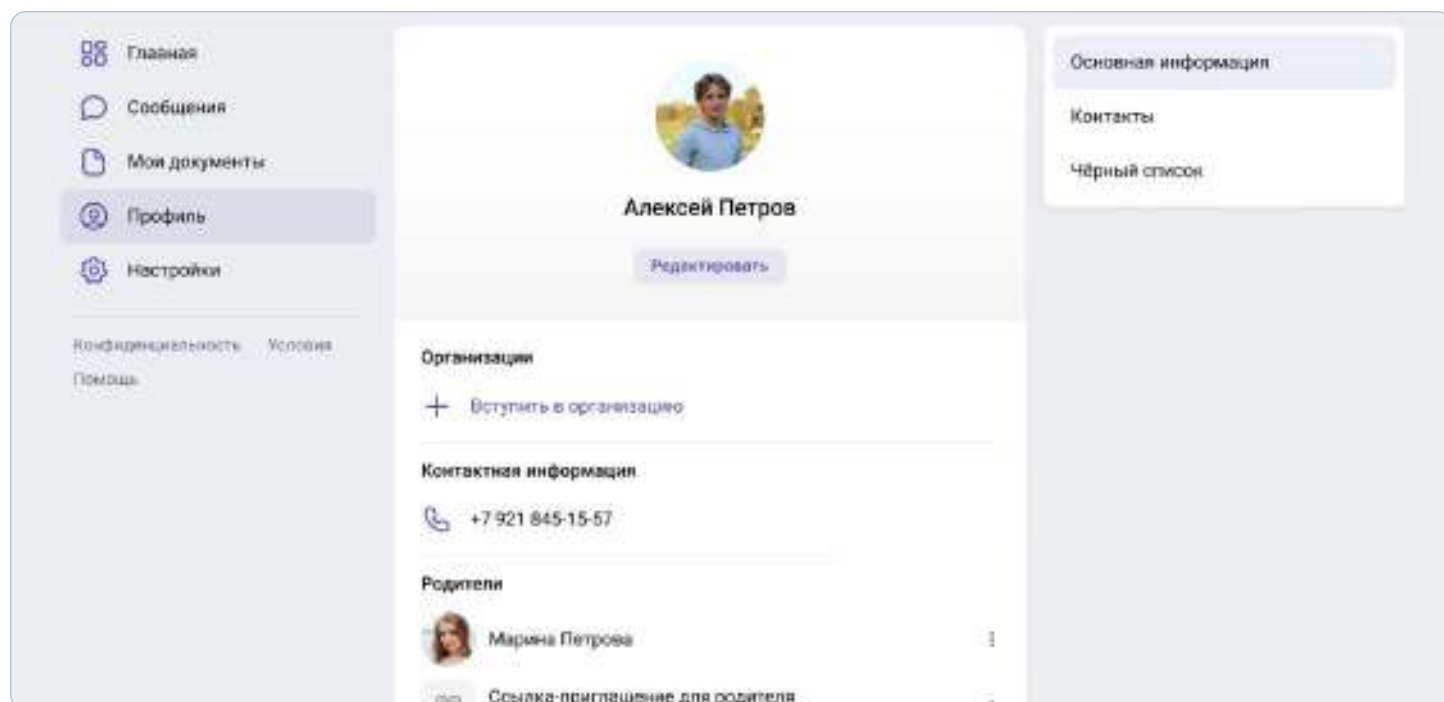 Главная
Сообщения
Мои документы
Профиль
Настройки
Конфиденциальность Условия
Помощь
Алексей Петров
Редактировать
Организации
Вступить в организацию
Контактная информация
+7 921 845-15-57
Родители
Марина Петрова
Ссылка-приглашение для родителя
Основная информация
Контакты
Чёрный список